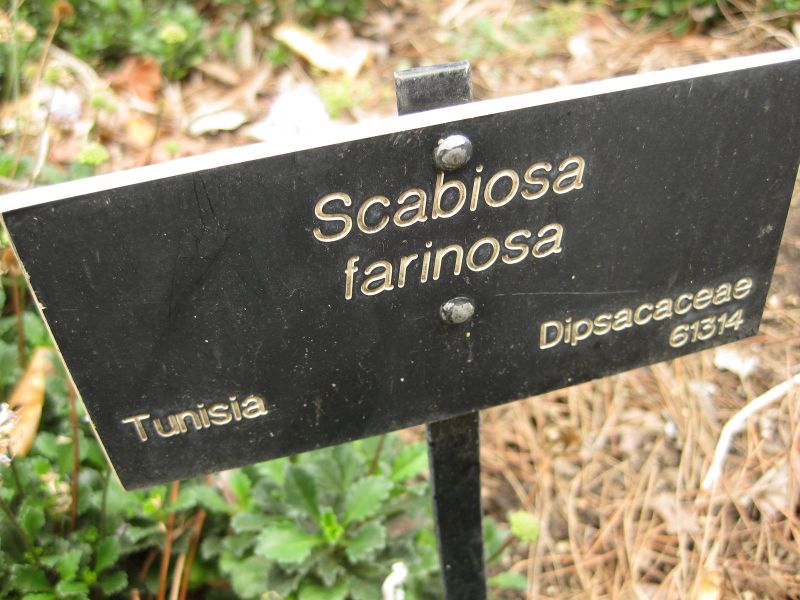 Scabiosa
farinosa
Dipsacaceae
61314
Tunisia